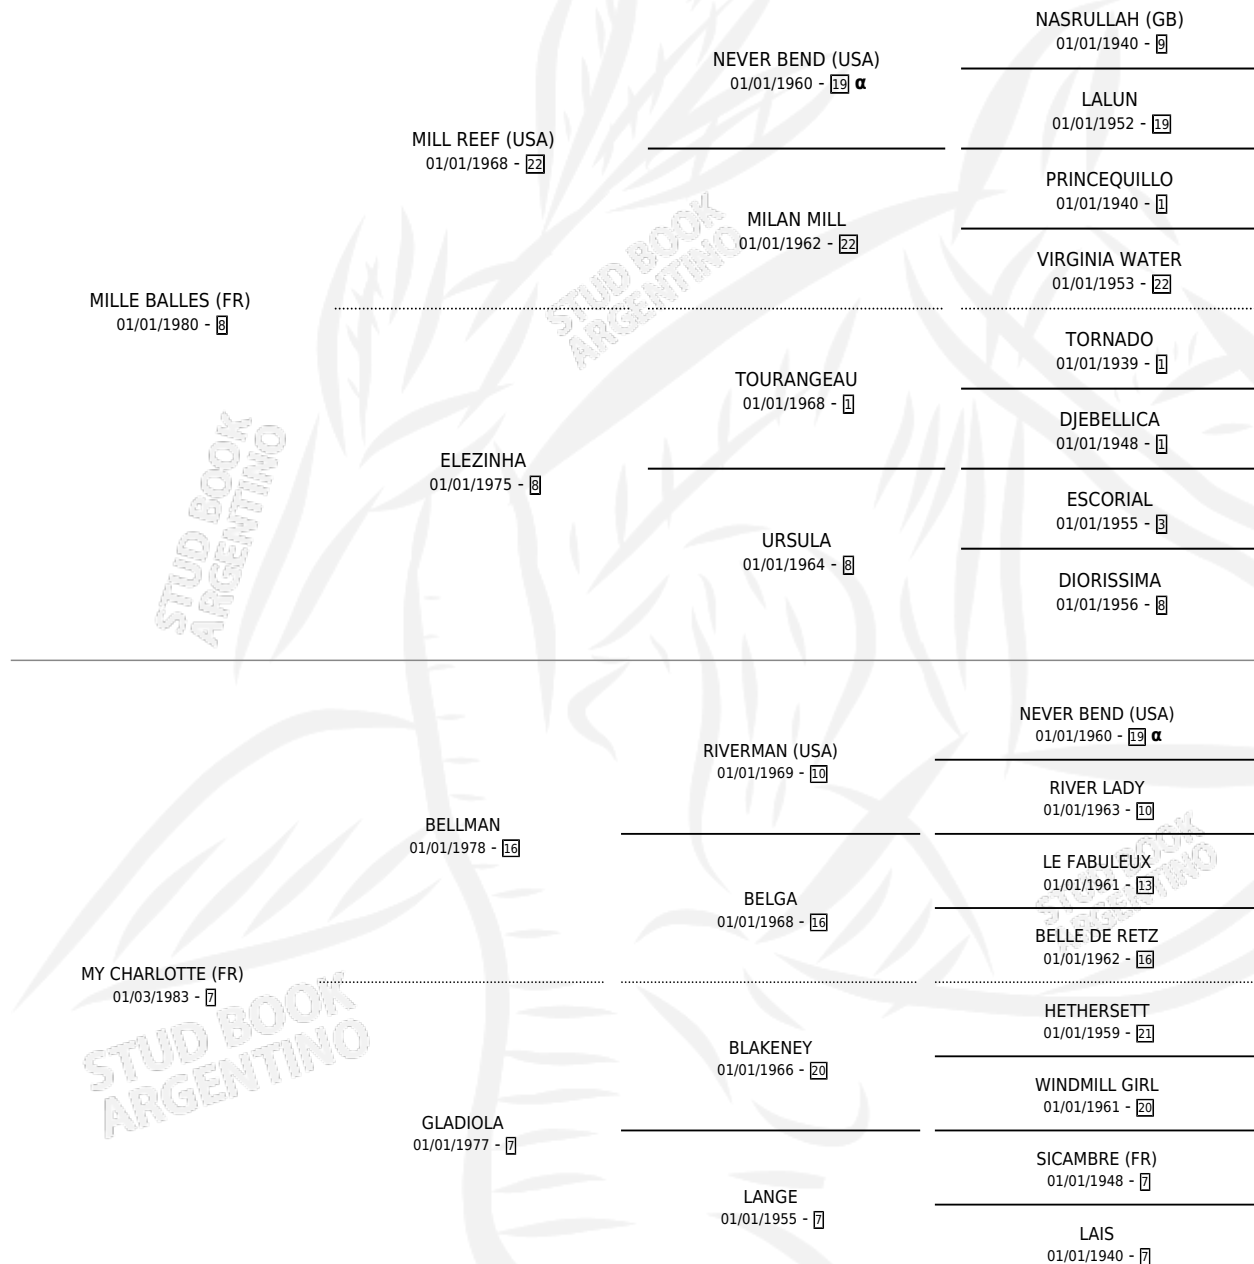 NASRULLAH (GB)
01/01/1940 - 9
NEVER BEND (USA)
01/01/1960 - 19 α
LALUN
01/01/1952 - 19
MILL REEF (USA)
01/01/1968 - 22
PRINCEQUILLO
01/01/1940 - 1
MILAN MILL
01/01/1962 - 22
VIRGINIA WATER
01/01/1953 - 22
MILLE BALLES (FR)
01/01/1980 - 8
STUD BOOK
ARGENTINO
TORNADO
01/01/1939 - 1
TOURANGEAU
01/01/1968 - 1
DJEBELLICA
01/01/1948 - 1
ELEZINHA
01/01/1975 - 8
STUD BOOK
ARGENTINO
ESCORIAL
01/01/1955 - 3
URSULA
01/01/1964 - 8
DIORISSIMA
01/01/1956 - 8
NEVER BEND (USA)
01/01/1960 - 19 α
RIVERMAN (USA)
01/01/1969 - 10
RIVER LADY
01/01/1963 - 10
BELLMAN
01/01/1978 - 16
LE FABULEUX
01/01/1961 - 13
STUD BOOK
ARGENTINO
BELGA
01/01/1968 - 16
BELLE DE RETZ
01/01/1962 - 16
MY CHARLOTTE (FR)
01/03/1983 - 7
STUD BOOK
ARGENTINO
HETHERSETT
01/01/1959 - 21
BLAKENEY
01/01/1966 - 20
WINDMILL GIRL
01/01/1961 - 20
GLADIOLA
01/01/1977 - 7
SICAMBRE (FR)
01/01/1948 - 7
LANGE
01/01/1955 - 7
LAIS
01/01/1940 - 7